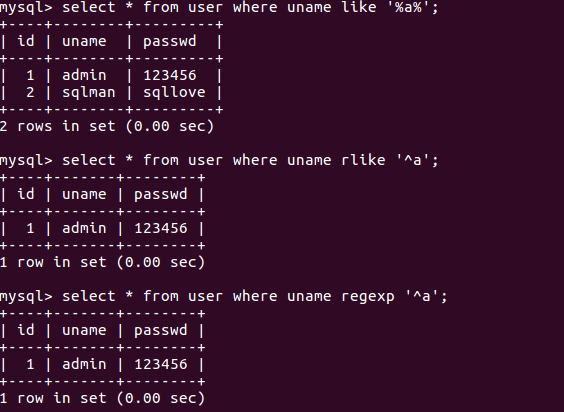 mysql> select * from user where uname like '%a%';
+----+--------+---------+
| id | uname  | passwd  |
+----+--------+---------+
|  1 | admin  | 123456  |
|  2 | sqlman | sqllove |
+----+--------+---------+
2 rows in set (0.00 sec)
mysql> select * from user where uname rlike '^a';
+----+-------+--------+
| id | uname | passwd |
+----+-------+--------+
|  1 | admin | 123456 |
+----+-------+--------+
1 row in set (0.00 sec)
mysql> select * from user where uname regexp '^a';
+----+-------+--------+
| id | uname | passwd |
+----+-------+--------+
|  1 | admin | 123456 |
+----+-------+--------+
1 row in set (0.00 sec)